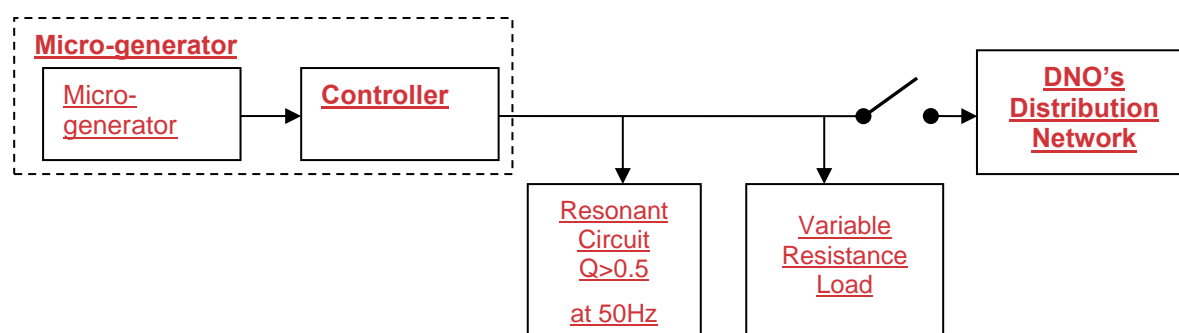 Micro-generator
Micro-
generator
Controller
DNO's
Distribution
Network
Resonant
Circuit
Q>0.5
at 50Hz
Variable
Resistance
Load